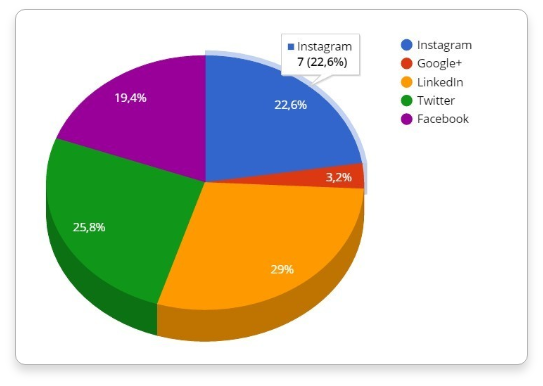 Instagram
7 (22,6%)
Instagram
Google+
LinkedIn
Twitter
Facebook
19,4%
22,6%
3,2%
25,8%
29%